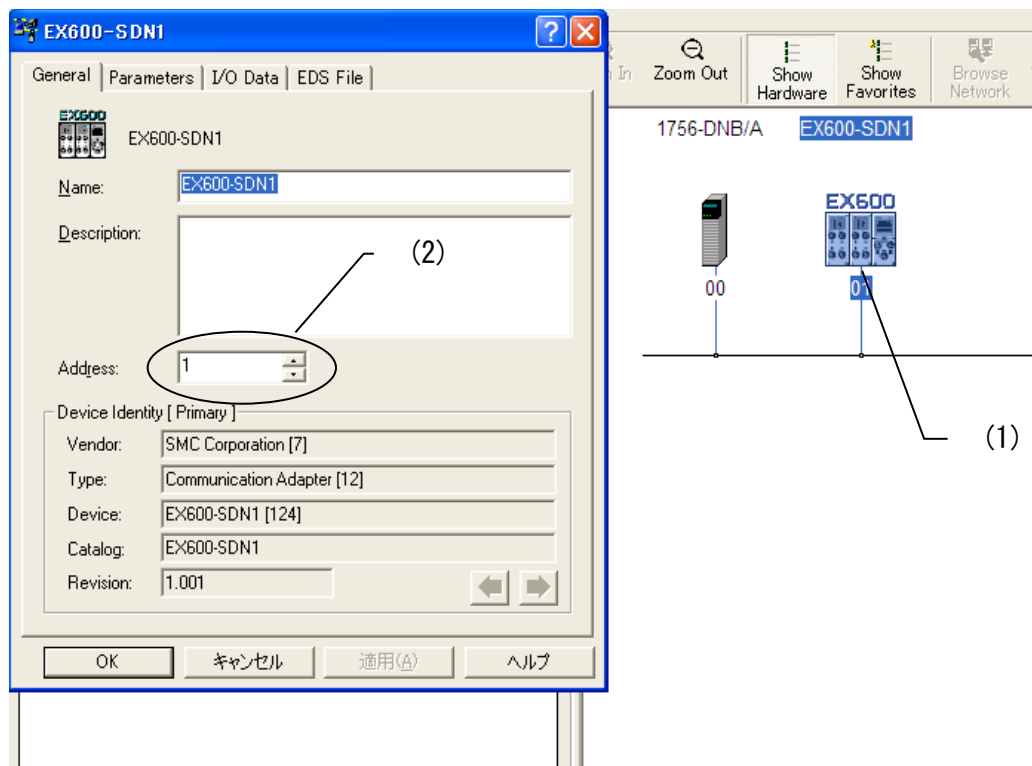 EX600-SDN1
General Parameters I/O Data EDS File
EX600
EX600-SDN1
Name: EX600-SDN1
Description:
(2)
Address: 1
Device Identity [ Primary ]
Vendor: SMC Corporation [7]
Type: Communication Adapter [12]
Device: EX600-SDN1 [124]
Catalog: EX600-SDN1
Revision: 1.001
OK キャンセル 適用(A) ヘルプ
In Zoom Out Show Hardware Show Favorites Browse Network
1756-DNB/A EX600-SDN1
EX600
00 01
(1)